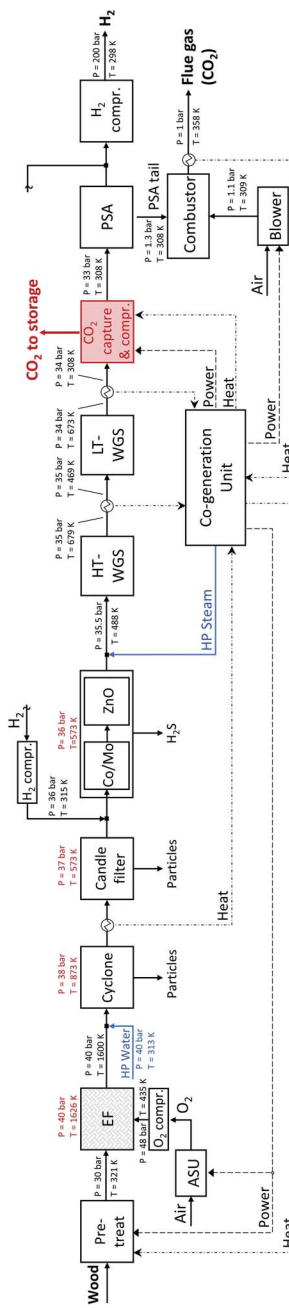 Wood
Pre-
treat
P = 30 bar
T = 321 K
P = 40 bar
T = 1626 K
EF
P = 48 bar
T = 435 K
O2 compr.
O2
ASU
Air
P = 40 bar
T = 1600 K
HP Water
P = 40 bar
T = 313 K
P = 38 bar
T = 873 K
Cyclone
Particles
P = 37 bar
T = 573 K
Candle
filter
Particles
H2
H2 compr.
P = 36 bar
T = 315 K
P= 36 bar
T=573 K
Co/Mo
ZnO
H2S
P = 35.5 bar
T = 488 K
HP Steam
HT-
WGS
P = 35 bar
T = 679 K
P = 35 bar
T = 469 K
LT-
WGS
P = 34 bar
T = 673 K
P = 34 bar
T = 308 K
CO2 to storage
CO2
capture
& compr.
P = 33 bar
T = 308 K
PSA
H2
compr.
P = 200 bar
T = 298 K
H2
PSA tail
P = 1.3 bar
T = 308 K
Combustor
P = 1 bar
T = 358 K
Flue gas
(CO2)
P = 1.1 bar
T = 309 K
Air
Blower
Co-generation
Unit
Power
Heat
Heat
Power
Heat
Power
Heat